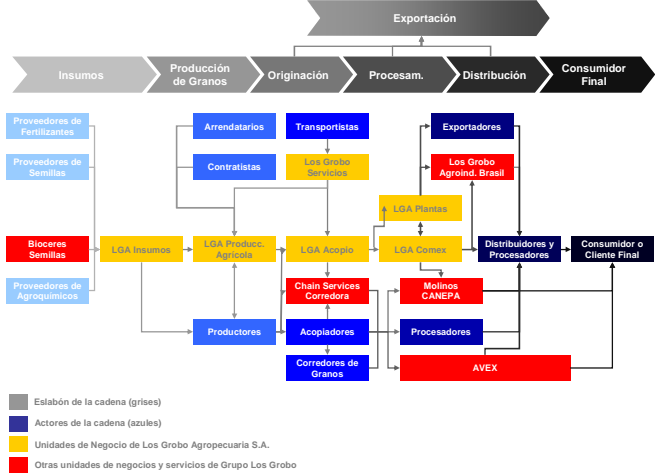 Exportación
Insumos
Producción
de Granos
Originación
Procesam.
Distribución
Consumidor
Final
Proveedores de
Fertilizantes
Arrendatarios
Transportistas
Exportadores
Proveedores de
Semillas
Contratistas
Los Grobo
Servicios
Los Grobo
Agroind. Brasil
LGA Plantas
Bioceres
Semillas
LGA Insumos
LGA Producc.
Agrícola
LGA Acopio
LGA Comex
Distribuidores y
Procesadores
Consumidor o
Cliente Final
Proveedores de
Agroquímicos
Chain Services
Corredora
Molinos
CANEPA
Productores
Acopiadores
Procesadores
Corredores de
Granos
AVEX
Eslabón de la cadena (grises)
Actores de la cadena (azules)
Unidades de Negocio de Los Grobo Agropecuaria S.A.
Otras unidades de negocios y servicios de Grupo Los Grobo